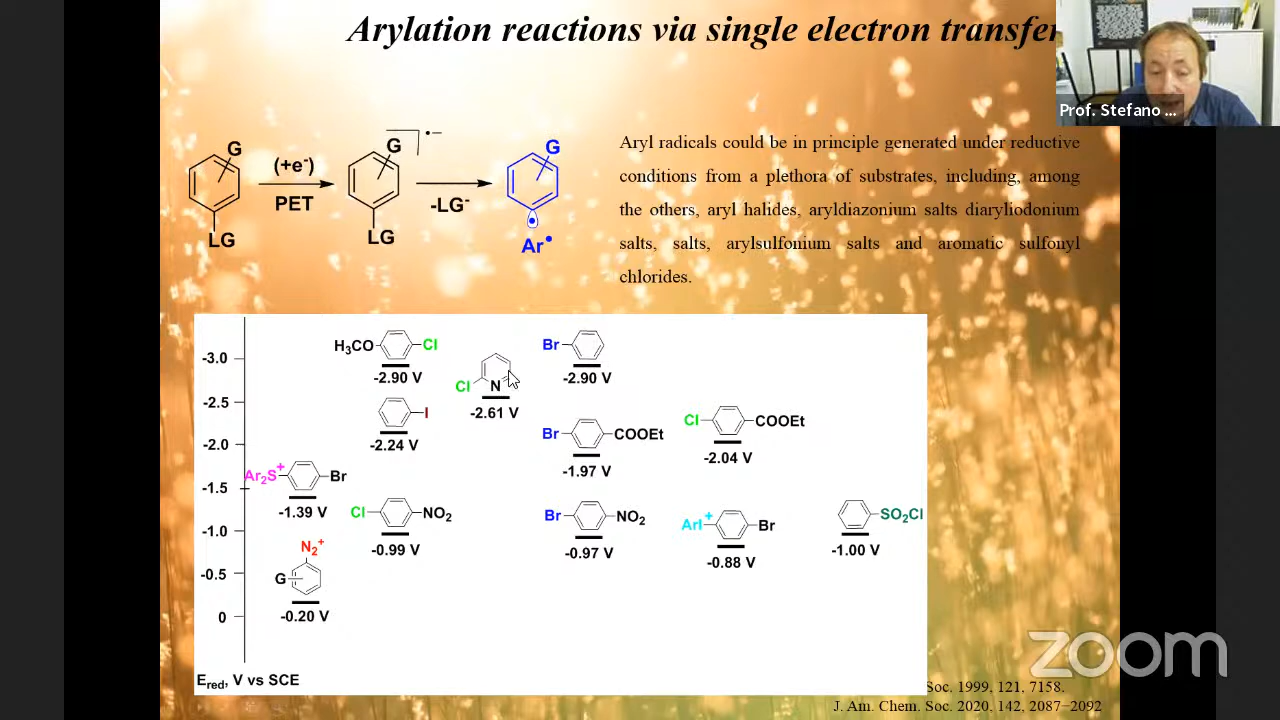 Arylation reactions via single electron transfer
Prof. Stefano ...
G
(+e-)
PET
LG
G
•−
LG
-LG-
G
Ar•
Aryl radicals could be in principle generated under reductive
conditions from a plethora of substrates, including, among
the others, aryl halides, aryldiazonium salts diaryliodonium
salts, salts, arylsulfonium salts and aromatic sulfonyl
chlorides.
-3.0
-2.5
-2.0
-1.5
-1.0
-0.5
0
H3CO
Cl
-2.90 V
Cl
N
-2.61 V
Br
-2.90 V
I
-2.24 V
Br
COOEt
-1.97 V
Cl
COOEt
-2.04 V
Ar2S+
Br
-1.39 V
Cl
NO2
-0.99 V
Br
NO2
-0.97 V
ArI+
Br
-0.88 V
SO2Cl
-1.00 V
N2+
G
-0.20 V
Ered, V vs SCE
zoom
Soc. 1999, 121, 7158.
J. Am. Chem. Soc. 2020, 142, 2087−2092